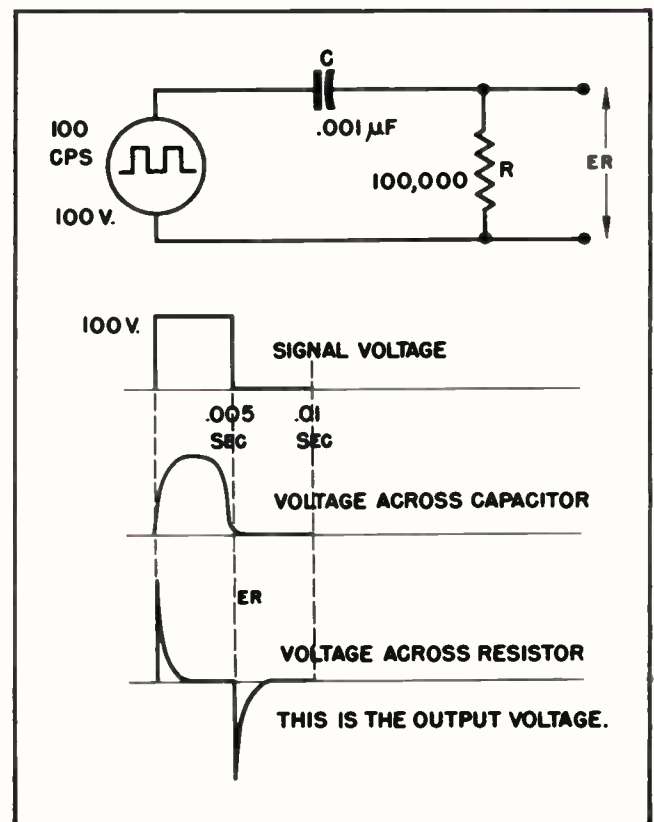 C
.001 µF
100
CPS
100 V.
100,000
R
ER
100 V.
SIGNAL VOLTAGE
.005
SEC
.01
SEC
VOLTAGE ACROSS CAPACITOR
ER
VOLTAGE ACROSS RESISTOR
THIS IS THE OUTPUT VOLTAGE.